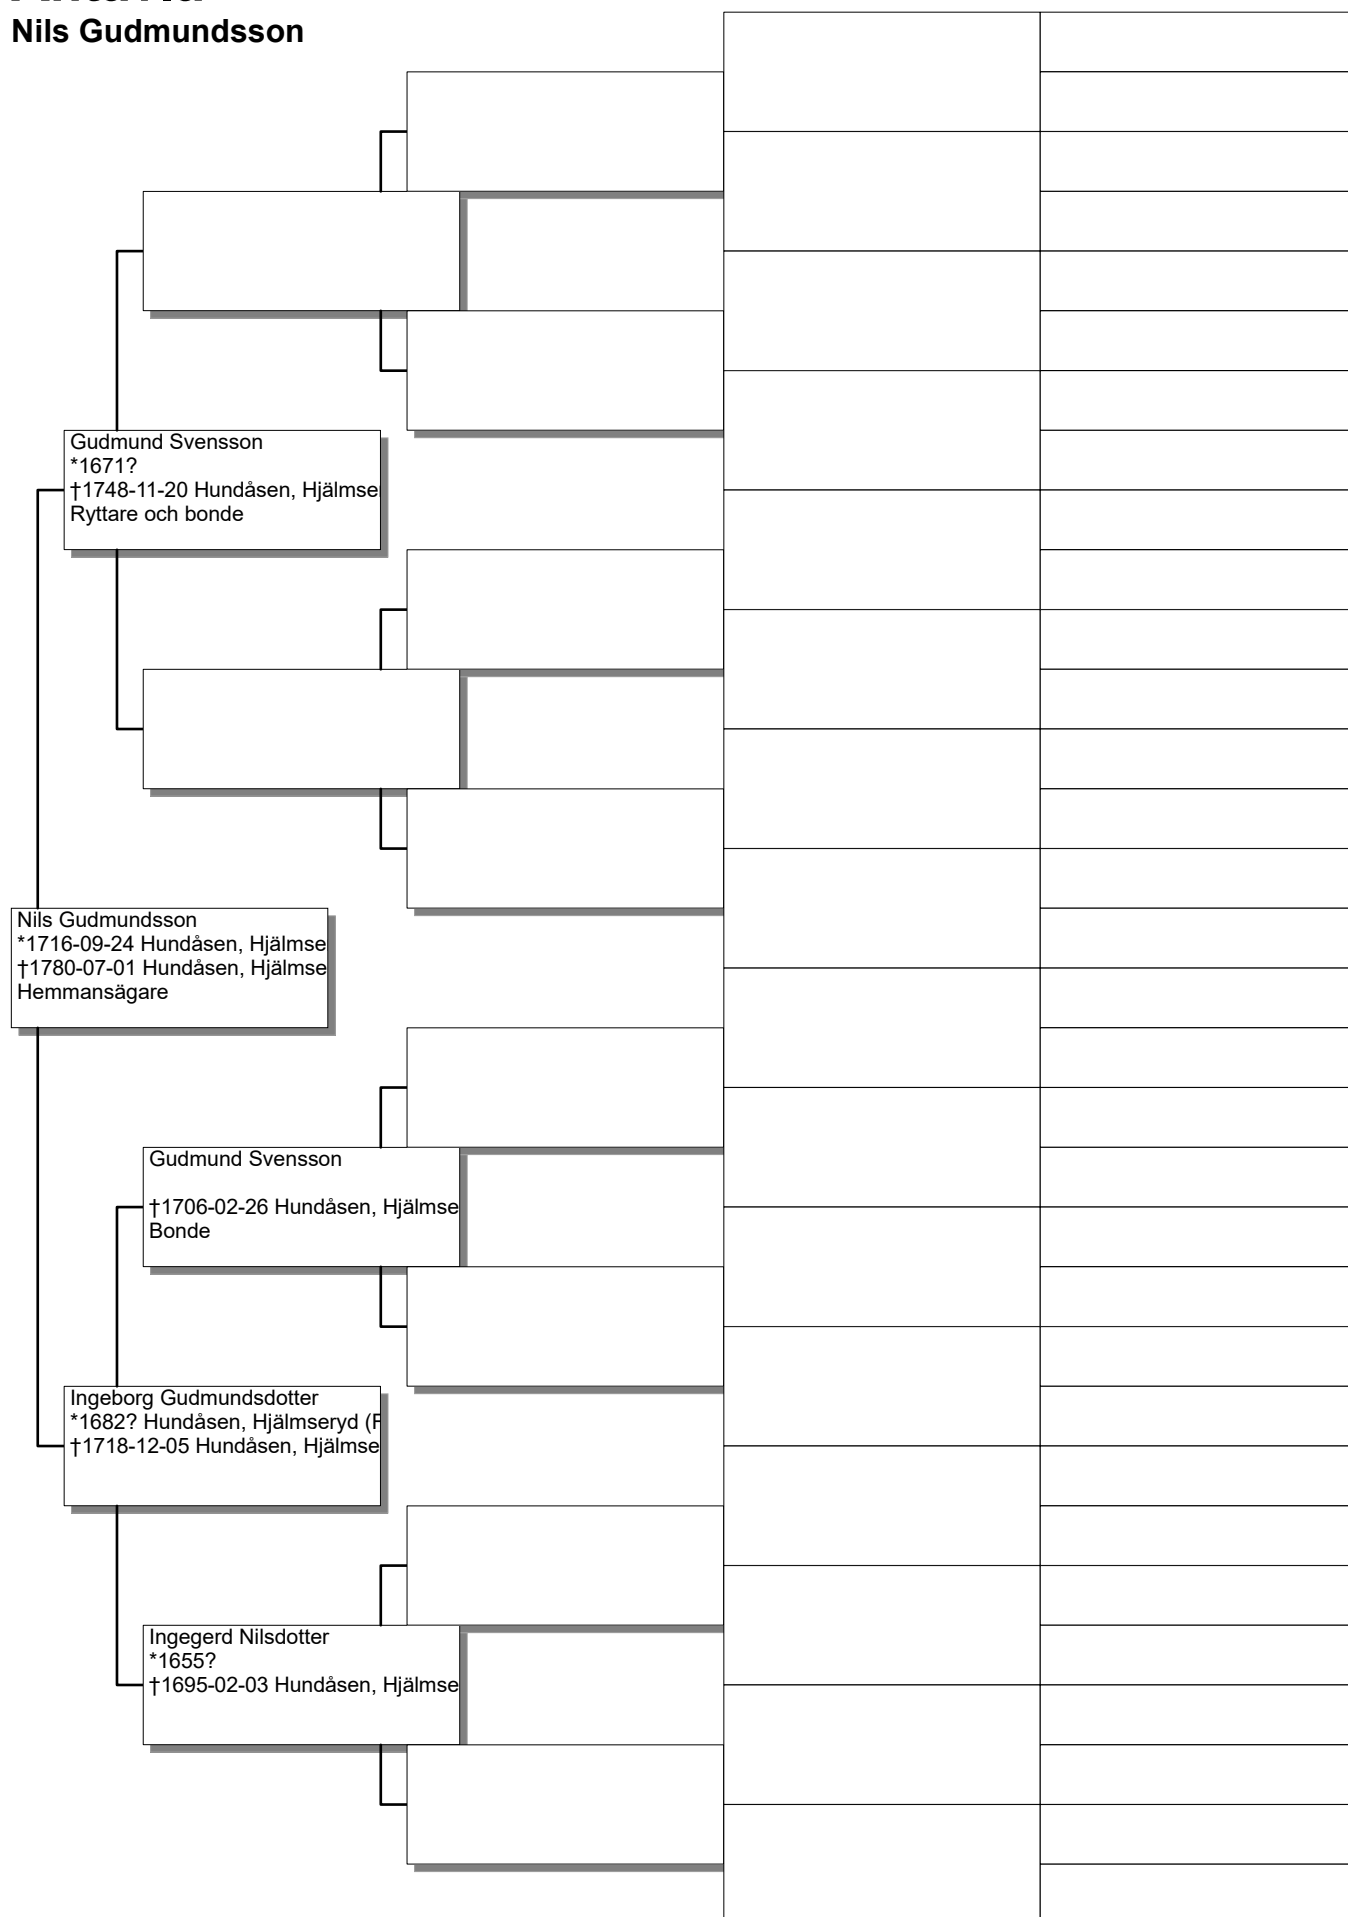 Nils Gudmundsson
Gudmund Svensson
*1671?
†1748-11-20 Hundåsen, Hjälmse
Ryttare och bonde
Nils Gudmundsson
*1716-09-24 Hundåsen, Hjälmse
†1780-07-01 Hundåsen, Hjälmse
Hemmansägare
Gudmund Svensson
†1706-02-26 Hundåsen, Hjälmse
Bonde
Ingeborg Gudmundsdotter
*1682? Hundåsen, Hjälmseryd (F
†1718-12-05 Hundåsen, Hjälmse
Ingegerd Nilsdotter
*1655?
†1695-02-03 Hundåsen, Hjälmse